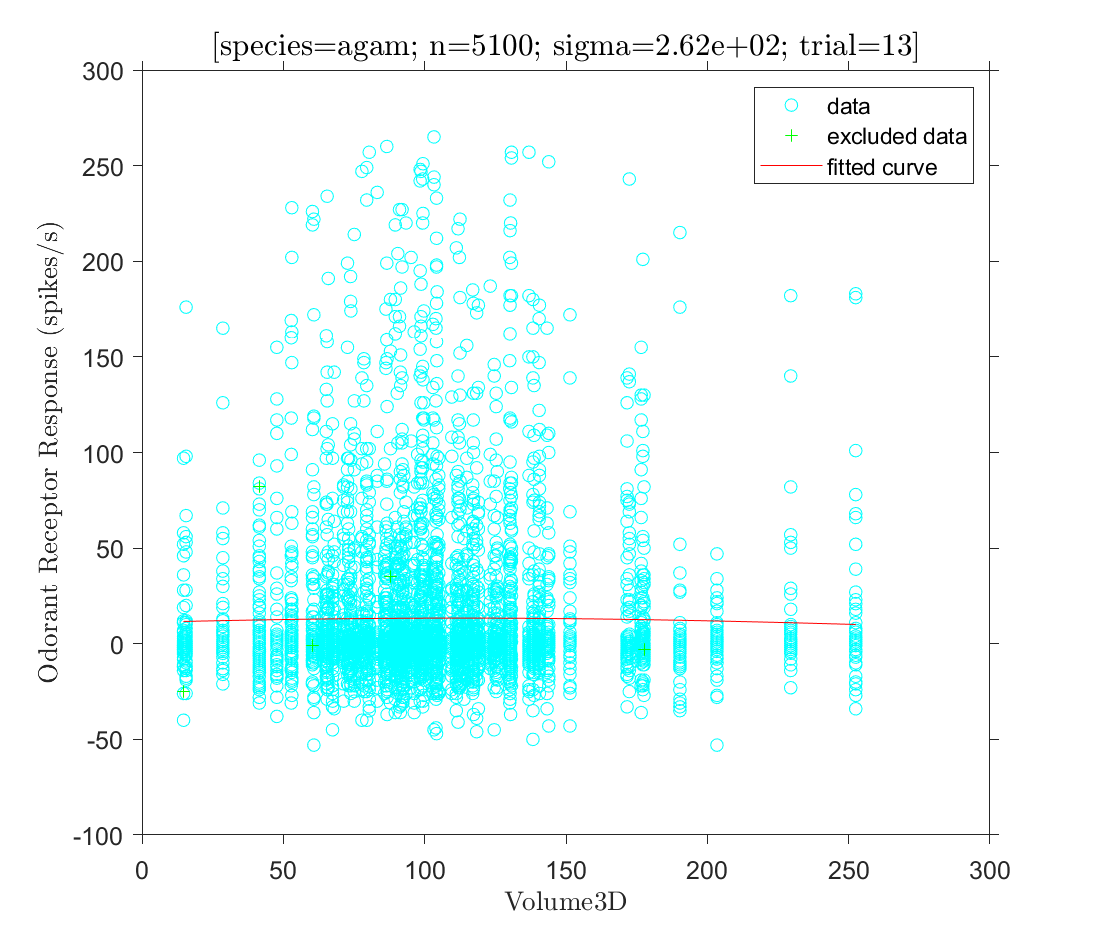 [species=agam; n=5100; sigma=2.62e+02; trial=13]
300
250
200
150
100
50
0
-50
-100
Odorant Receptor Response (spikes/s)
data
excluded data
fitted curve
0 50 100 150 200 250 300
Volume3D